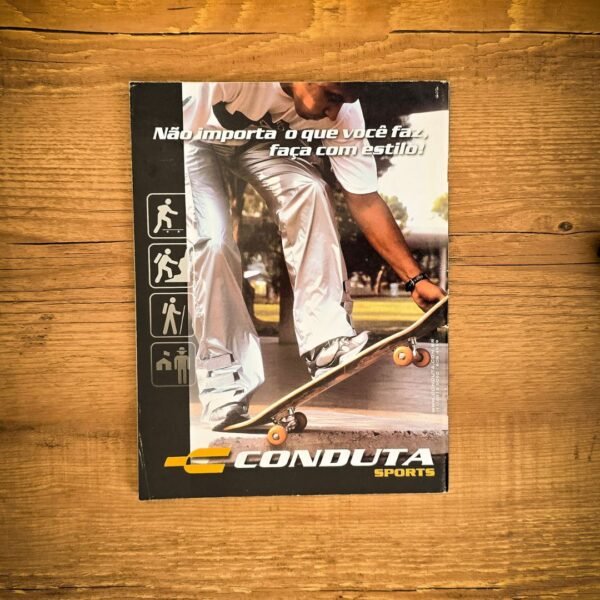 Não importa o que você faz,
faça com estilo!
CONDUTA
SPORTS